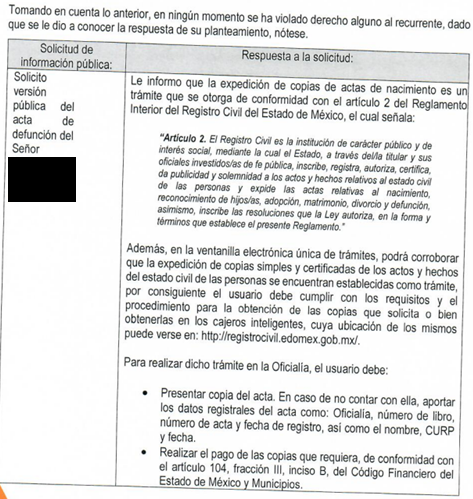 Tomando en cuenta lo anterior, en ningún momento se ha violado derecho alguno al recurrente, dado
que se le dio a conocer la respuesta de su planteamiento, nótese.
Solicitud de
información pública:
Respuesta a la solicitud:
Solicito
versión
pública del
acta de
defunción del
Señor
Le informo que la expedición de copias de actas de nacimiento es un
trámite que se otorga de conformidad con el artículo 2 del Reglamento
Interior del Registro Civil del Estado de México, el cual señala:
"Artículo 2. El Registro Civil es la institución de carácter público y de
interés social, mediante la cual el Estado, a través del/la titular y sus
oficiales investidos/as de fe pública, inscribe, registra, autoriza, certifica,
da publicidad y solemnidad a los actos y hechos relativos al estado civil
de las personas y expide las actas relativas al nacimiento,
reconocimiento de hijos/as, adopción, matrimonio, divorcio y defunción,
asimismo, inscribe las resoluciones que la Ley autoriza, en la forma y
términos que establece el presente Reglamento."
Además, en la ventanilla electrónica única de trámites, podrá corroborar
que la expedición de copias simples y certificadas de los actos y hechos
del estado civil de las personas se encuentran establecidas como trámite,
por consiguiente el usuario debe cumplir con los requisitos y el
procedimiento para la obtención de las copias que solicita o bien
obtenerlas en los cajeros inteligentes, cuya ubicación de los mismos
puede verse en: http://registrocivil.edomex.gob.mx/.
Para realizar dicho trámite en la Oficialía, el usuario debe:
• Presentar copia del acta. En caso de no contar con ella, aportar
los datos registrales del acta como: Oficialía, número de libro,
número de acta y fecha de registro, así como el nombre, CURP
y fecha.
• Realizar el pago de las copias que requiera, de conformidad con
el artículo 104, fracción III, inciso B, del Código Financiero del
Estado de México y Municipios.